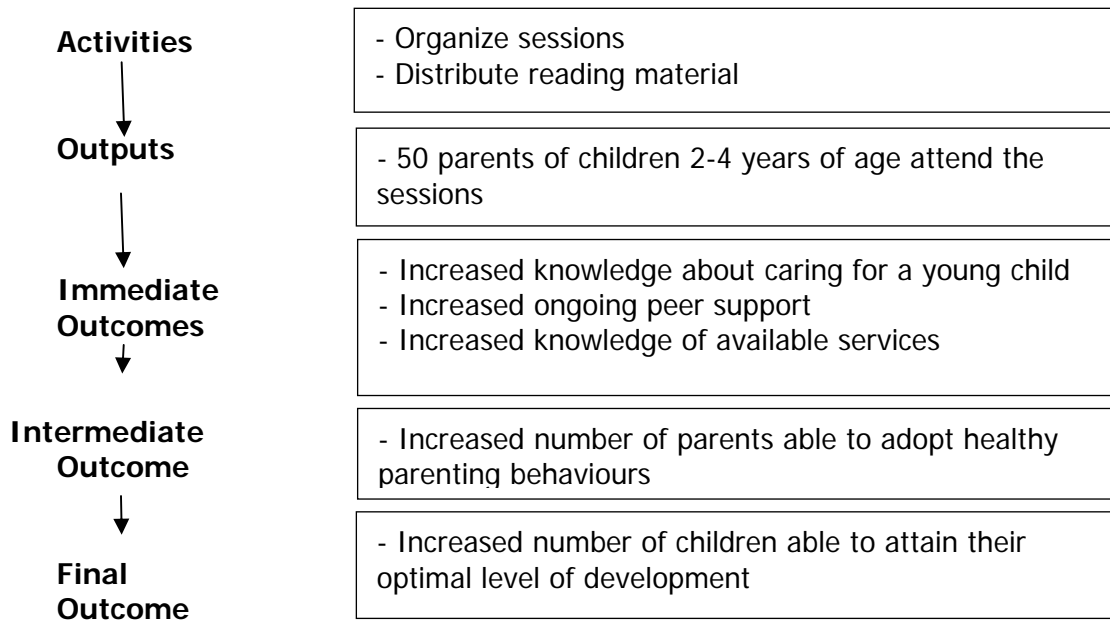 Activities
- Organize sessions
- Distribute reading material
Outputs
- 50 parents of children 2-4 years of age attend the
sessions
Immediate
Outcomes
- Increased knowledge about caring for a young child
- Increased ongoing peer support
- Increased knowledge of available services
Intermediate
Outcome
- Increased number of parents able to adopt healthy
parenting behaviours
Final
Outcome
- Increased number of children able to attain their
optimal level of development